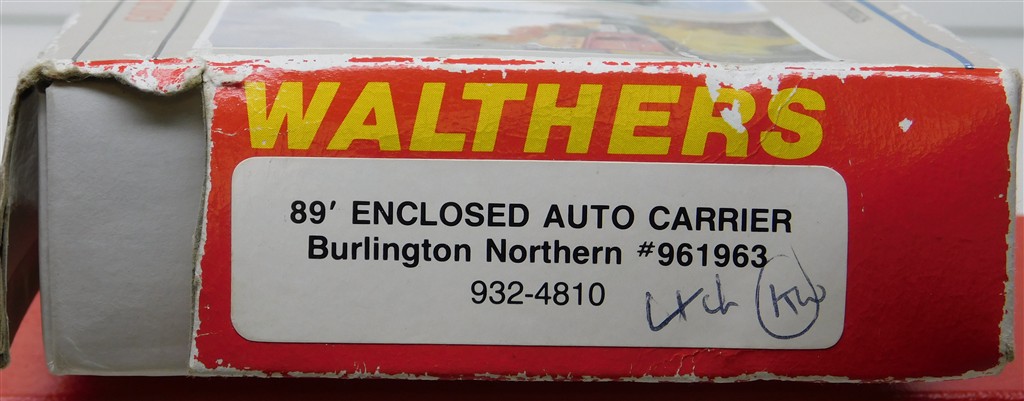 WALTHERS
89' ENCLOSED AUTO CARRIER
Burlington Northern #961963
932-4810